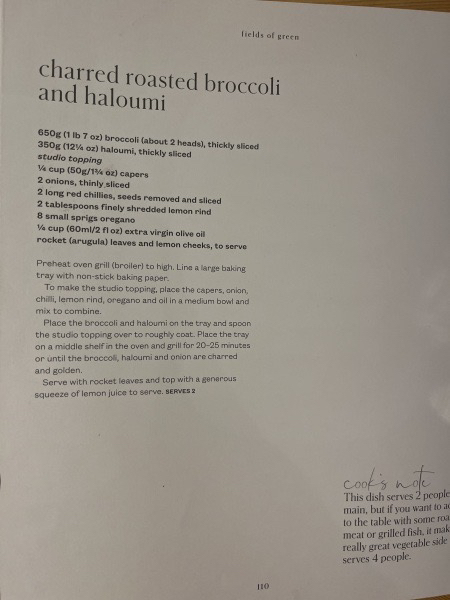 fields of green
charred roasted broccoli
and haloumi
650g (1 lb 7 oz) broccoli (about 2 heads), thickly sliced
350g (12¼ oz) haloumi, thickly sliced
studio topping
¼ cup (50g/1¾ oz) capers
2 onions, thinly sliced
2 long red chillies, seeds removed and sliced
2 tablespoons finely shredded lemon rind
8 small sprigs oregano
¼ cup (60ml/2 fl oz) extra virgin olive oil
rocket (arugula) leaves and lemon cheeks, to serve
Preheat oven grill (broiler) to high. Line a large baking
tray with non-stick baking paper.
To make the studio topping, place the capers, onion,
chilli, lemon rind, oregano and oil in a medium bowl and
mix to combine.
Place the broccoli and haloumi on the tray and spoon
the studio topping over to roughly coat. Place the tray
on a middle shelf in the oven and grill for 20–25 minutes
or until the broccoli, haloumi and onion are charred
and golden.
Serve with rocket leaves and top with a generous
squeeze of lemon juice to serve. SERVES 2
cook's note
This dish serves 2 people
main, but if you want to
to the table with some
meat or grilled fish, it
really great vegetable side
serves 4 people.
110